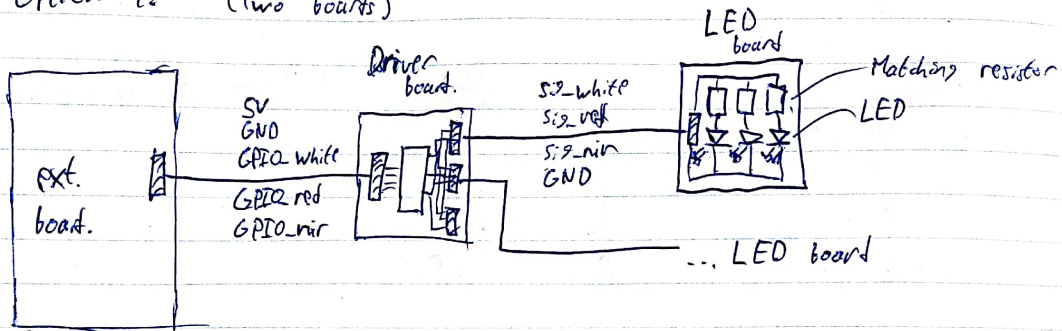 (Two boards)
LED
board
Driver
board.
Matching resistor
LED
5V
GND
GPIO_white
GPIO_red
GPIO_nir
sig_white
sig_red
sig_nir
GND
ext.
board.
... LED board